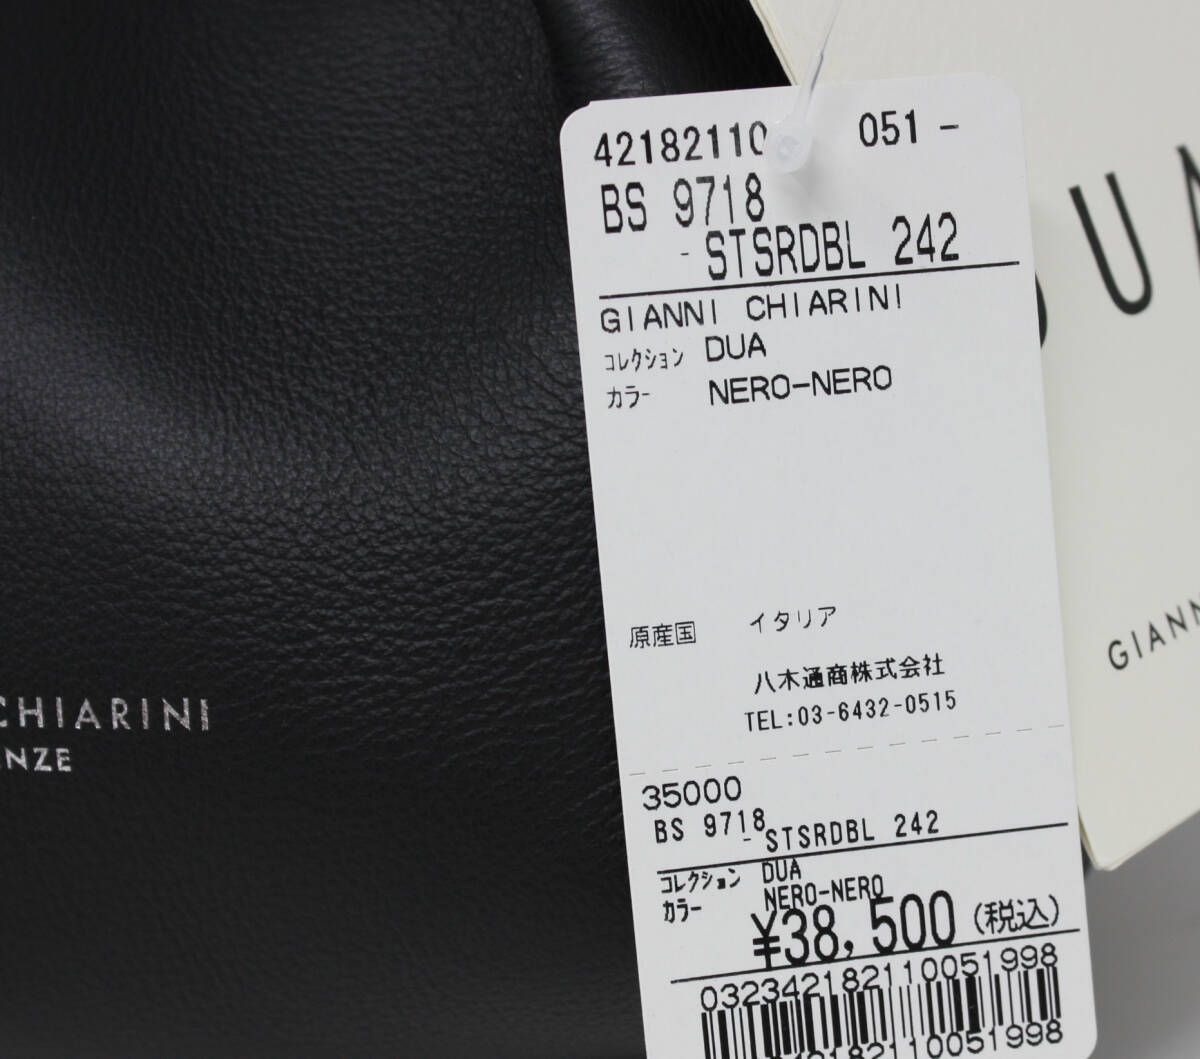 42182110 051 -
BS 9718
- STSRDBL 242
GIANNI CHIARINI
コレクション DUA
カラー NERO-NERO
原産国 イタリア
八木通商株式会社
TEL:03-6432-0515
35000
BS 9718
- STSRDBL 242
コレクション DUA
カラー NERO-NERO
¥38,500(税込)
032342182110051998
CHIARINI
NZE
DUA
GIANN